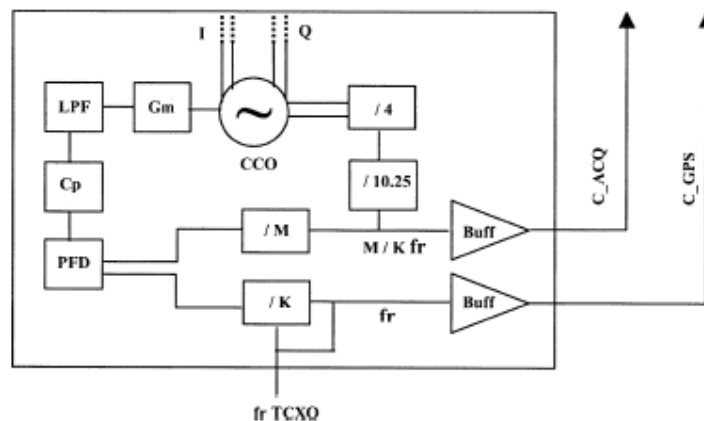 I
Q
LPF
Gm
CCO
/ 4
Cp
/ 10.25
PFD
/ M
M / K fr
Buff
/ K
fr
Buff
fr TCXO
C_ACQ
C_GPS